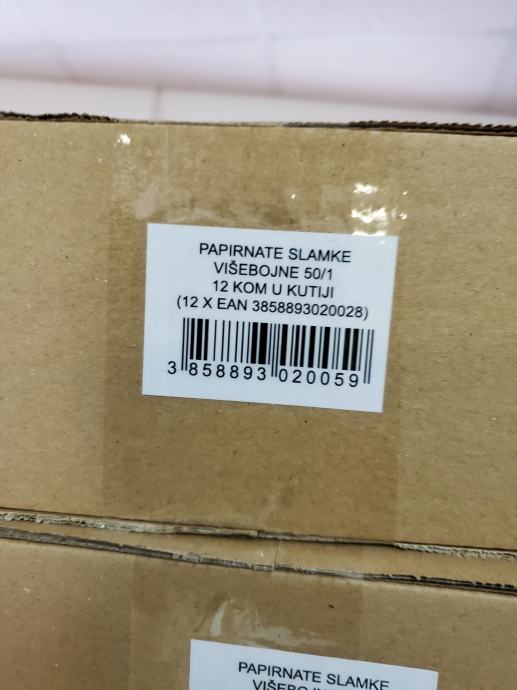 PAPIRNATE SLAMKE
VIŠEBOJNE 50/1
12 KOM U KUTIJI
(12 X EAN 3858893020028)
3 858893 020059
PAPIRNATE SLAMKE